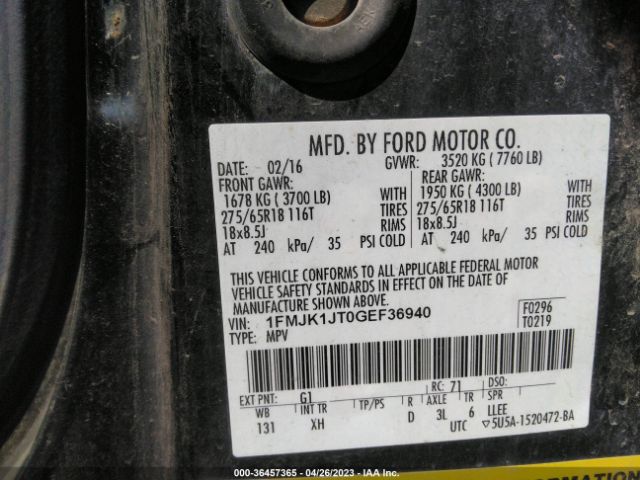 MFD. BY FORD MOTOR CO.
DATE: 02/16 GVWR: 3520 KG ( 7760 LB)
FRONT GAWR: REAR GAWR:
1678 KG ( 3700 LB) WITH 1950 KG ( 4300 LB) WITH
275/65R18 116T TIRES 275/65R18 116T TIRES
18x8.5J RIMS 18x8.5J RIMS
AT 240 kPa/ 35 PSI COLD AT 240 kPa/ 35 PSI COLD
THIS VEHICLE CONFORMS TO ALL APPLICABLE FEDERAL MOTOR
VEHICLE SAFETY STANDARDS IN EFFECT ON THE DATE OF
MANUFACTURE SHOWN ABOVE.
VIN: 1FMJK1JT0GEF36940 F0296
TYPE: MPV T0219
EXT PNT: G1 RC: 71 DSO:
WB INT TR TP/PS R AXLE TR SPR
131 XH D 3L 6 LLEE
UTC ▽5U5A-1520472-BA
000-36457365 | 04/26/2023 | IAA Inc.